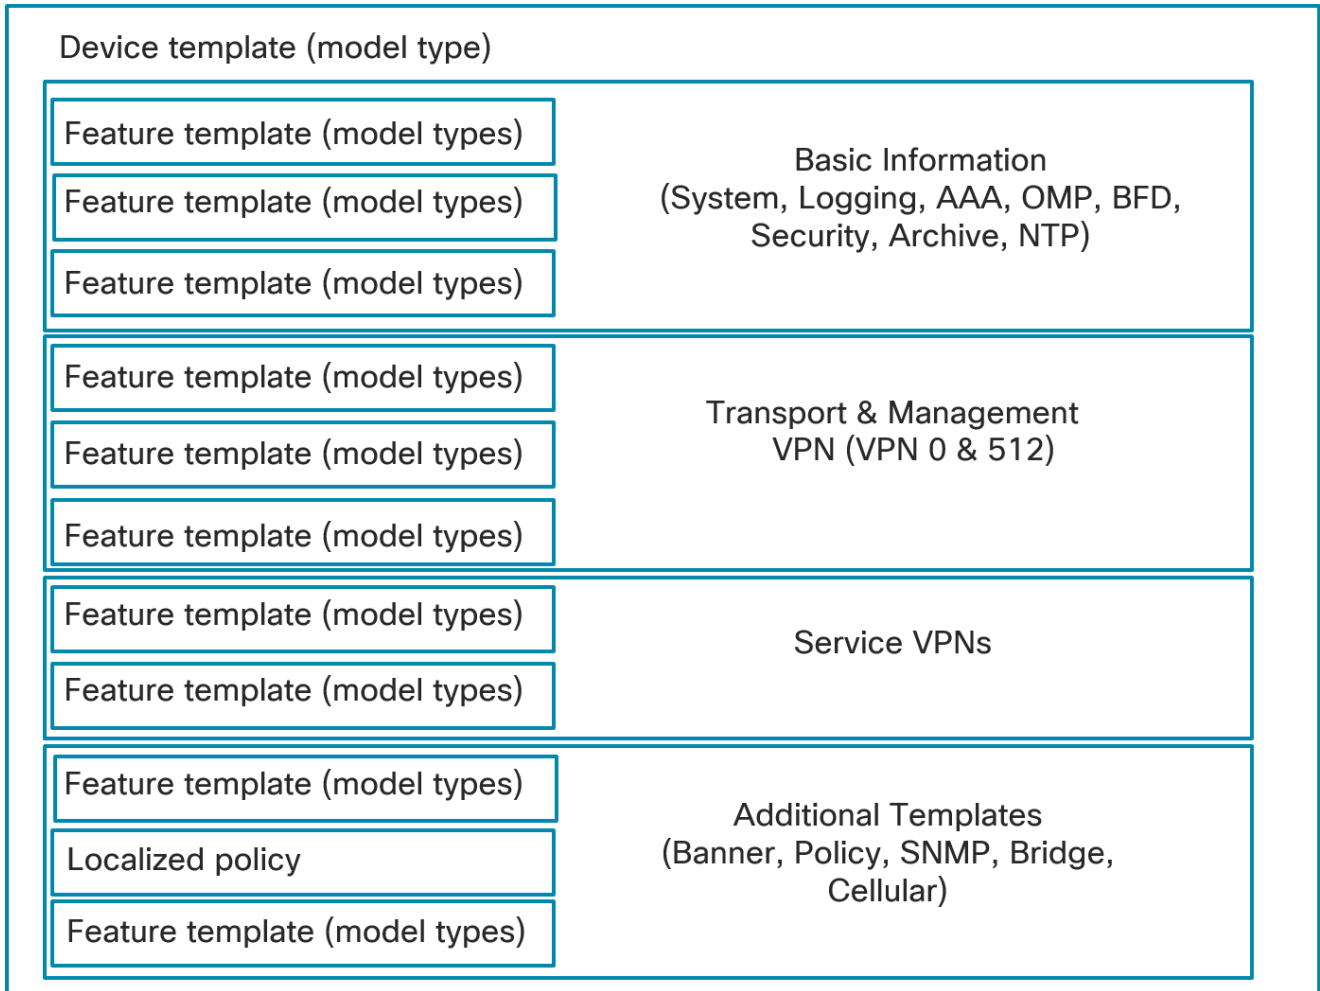 Device template (model type)
Feature template (model types)
Feature template (model types)
Feature template (model types)
Basic Information
(System, Logging, AAA, OMP, BFD,
Security, Archive, NTP)
Feature template (model types)
Feature template (model types)
Feature template (model types)
Transport & Management
VPN (VPN 0 & 512)
Feature template (model types)
Feature template (model types)
Service VPNs
Feature template (model types)
Localized policy
Feature template (model types)
Additional Templates
(Banner, Policy, SNMP, Bridge,
Cellular)